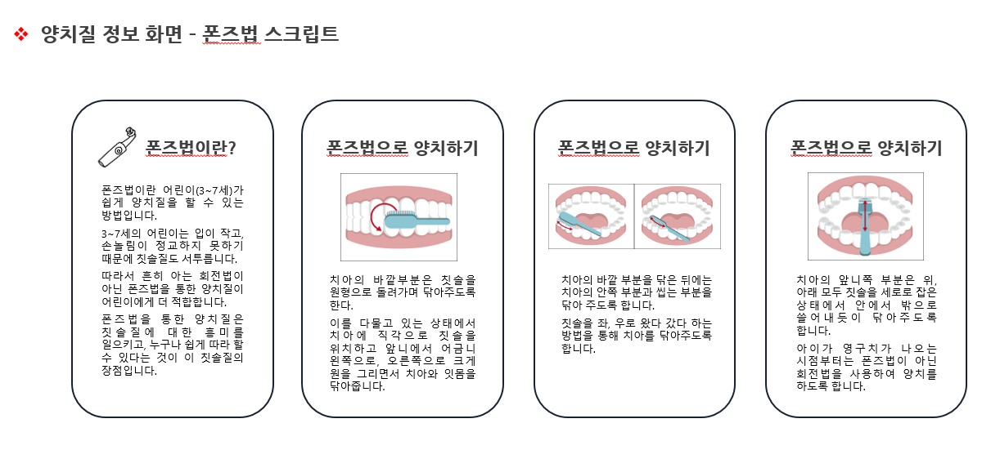 양치질 정보 화면 - 폰즈법 스크립트
폰즈법이란?
폰즈법이란 어린이(3~7세)가
쉽게 양치질을 할 수 있는
방법입니다.
3~7세의 어린이는 입이 작고,
손놀림이 정교하지 못하기
때문에 칫솔질도 서투릅니다.
따라서 흔히 아는 회전법이
아닌 폰즈법을 통한 양치질이
어린이에게 더 적합합니다.
폰즈법을 통한 양치질은
칫솔질에 대한 흥미를
일으키고, 누구나 쉽게 따라 할
수 있다는 것이 이 칫솔질의
장점입니다.
폰즈법으로 양치하기
치아의 바깥부분은 칫솔을
원형으로 돌려가며 닦아주도록
한다.
이를 다물고 있는 상태에서
치아에 직각으로 칫솔을
위치하고 앞니에서 어금니
왼쪽으로, 오른쪽으로 크게
원을 그리면서 치아와 잇몸을
닦아줍니다.
폰즈법으로 양치하기
치아의 바깥 부분을 닦은 뒤에는
치아의 안쪽 부분과 씹는 부분을
닦아 주도록 합니다.
칫솔을 좌, 우로 왔다 갔다 하는
방법을 통해 치아를 닦아주도록
합니다.
폰즈법으로 양치하기
치아의 앞니쪽 부분은 위,
아래 모두 칫솔을 세로로 잡은
상태에서 안에서 밖으로
쓸어내듯이 닦아주도록
합니다.
아이가 영구치가 나오는
시점부터는 폰즈법이 아닌
회전법을 사용하여 양치를
하도록 합니다.